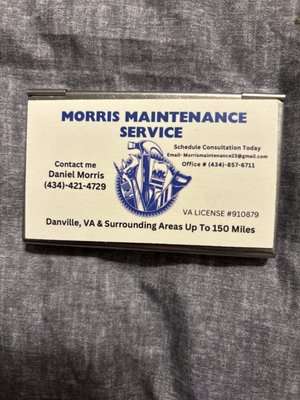 MORRIS MAINTENANCE
SERVICE
Schedule Consultation Today
Email- Morrismaintenance23@gmail.com
Office # (434)-857-6711
Contact me
Daniel Morris
(434)-421-4729
VA LICENSE #910879
Danville, VA & Surrounding Areas Up To 150 Miles